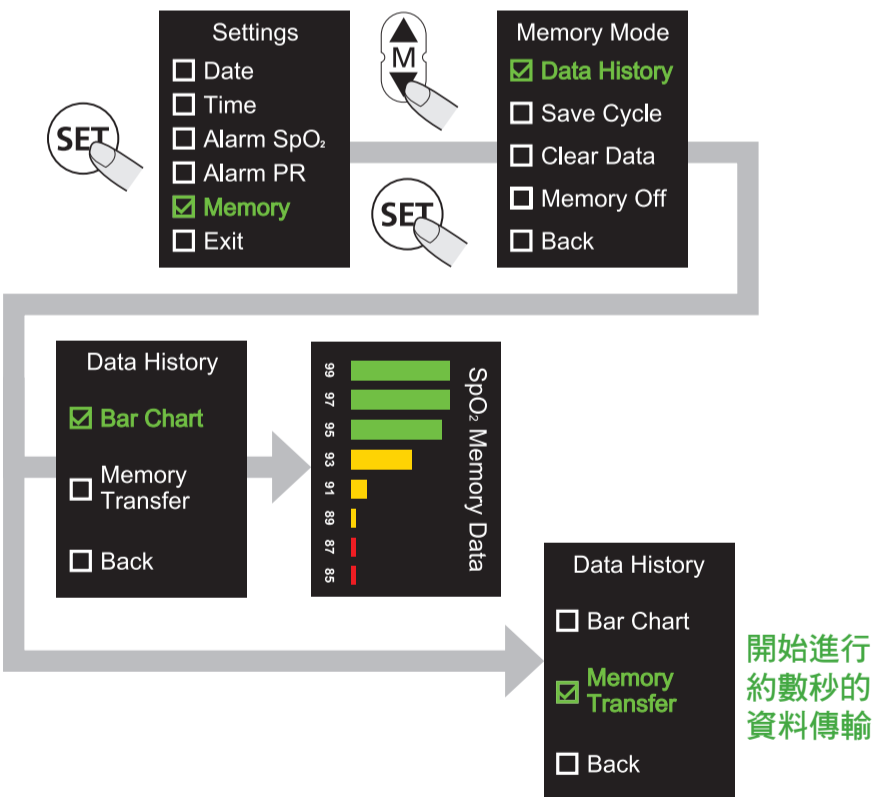 SET
Settings
Date
Time
Alarm SpO₂
Alarm PR
Memory
Exit
M
SET
Memory Mode
Data History
Save Cycle
Clear Data
Memory Off
Back
Data History
Bar Chart
Memory
Transfer
Back
SpO₂ Memory Data
99
97
95
93
91
89
87
85
Data History
Bar Chart
Memory
Transfer
Back
開始進行
約數秒的
資料傳輸